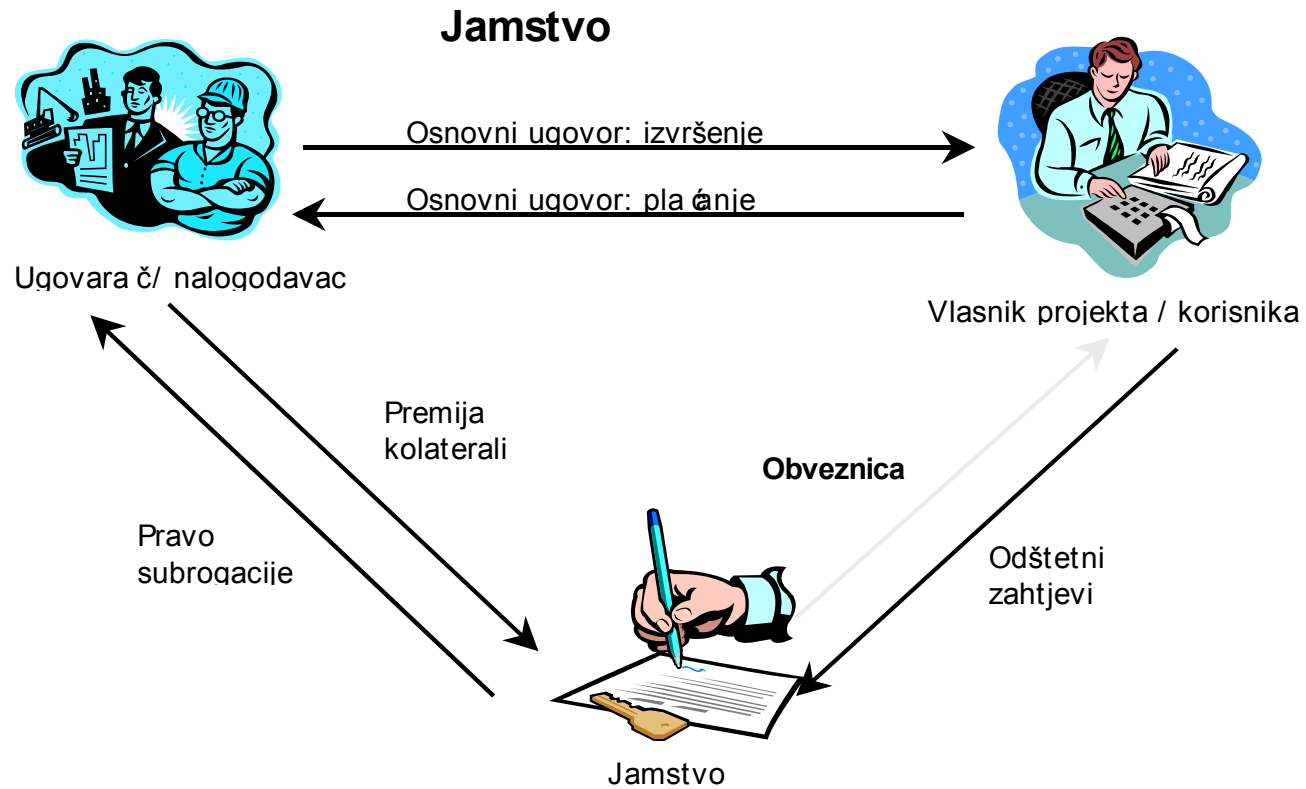 Jamstvo
Osnovni ugovor: izvršenje
Osnovni ugovor: pla ćanje
Ugovara č/ nalogodavac
Vlasnik projekta / korisnika
Premija
kolaterali
Obveznica
Pravo
subrogacije
Odštetni
zahtjevi
Jamstvo